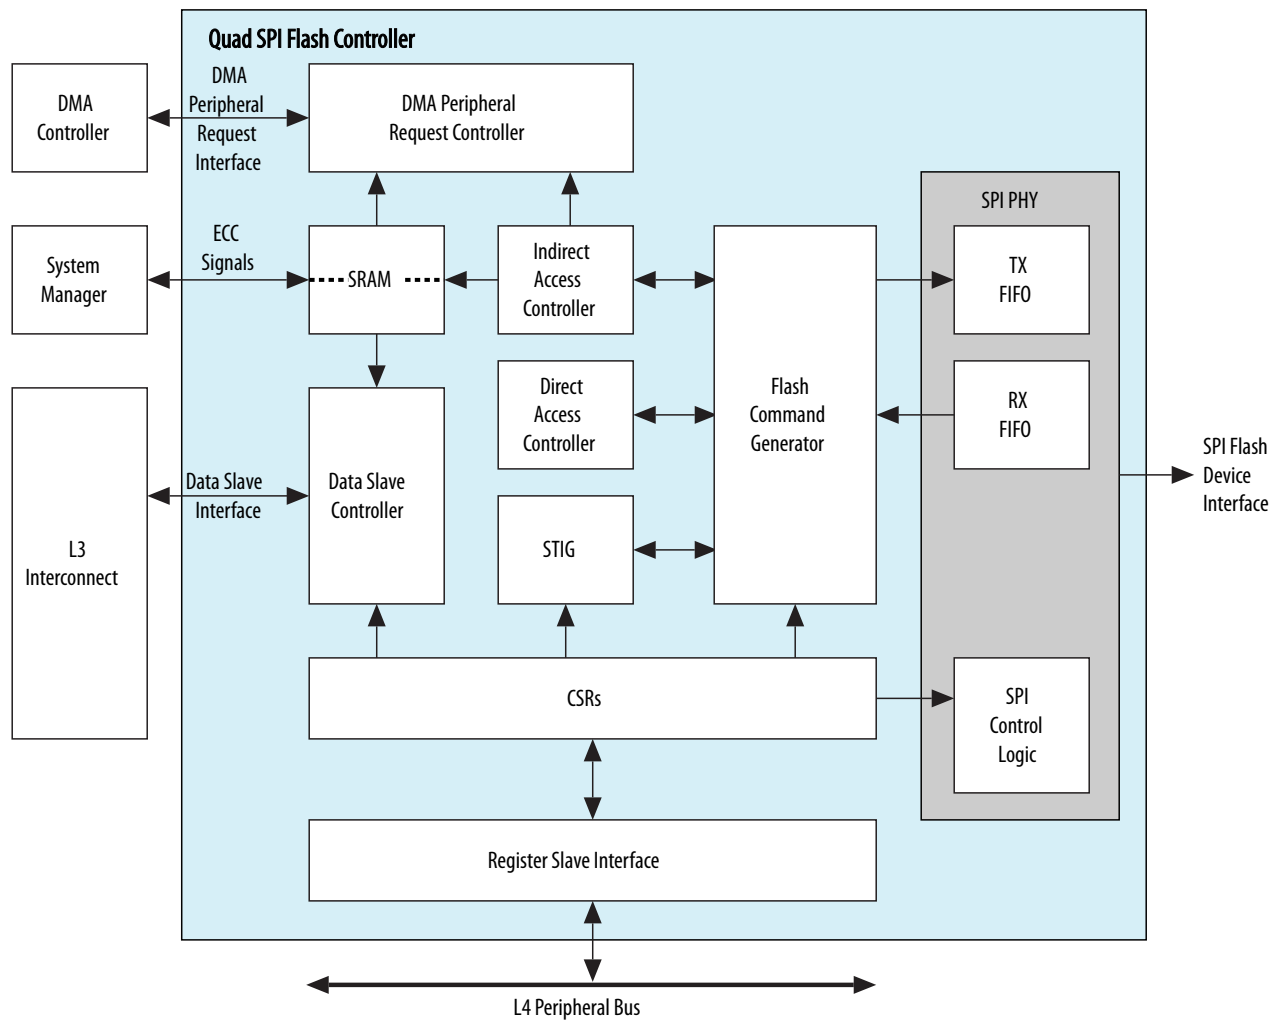 Quad SPI Flash Controller
DMA
Controller
DMA
Peripheral
Request
Interface
DMA Peripheral
Request Controller
System
Manager
ECC
Signals
SRAM
Indirect
Access
Controller
SPI PHY
TX
FIFO
L3
Interconnect
Data Slave
Interface
Data Slave
Controller
Direct
Access
Controller
Flash
Command
Generator
RX
FIFO
SPI Flash
Device
Interface
STIG
CSRs
SPI
Control
Logic
Register Slave Interface
L4 Peripheral Bus